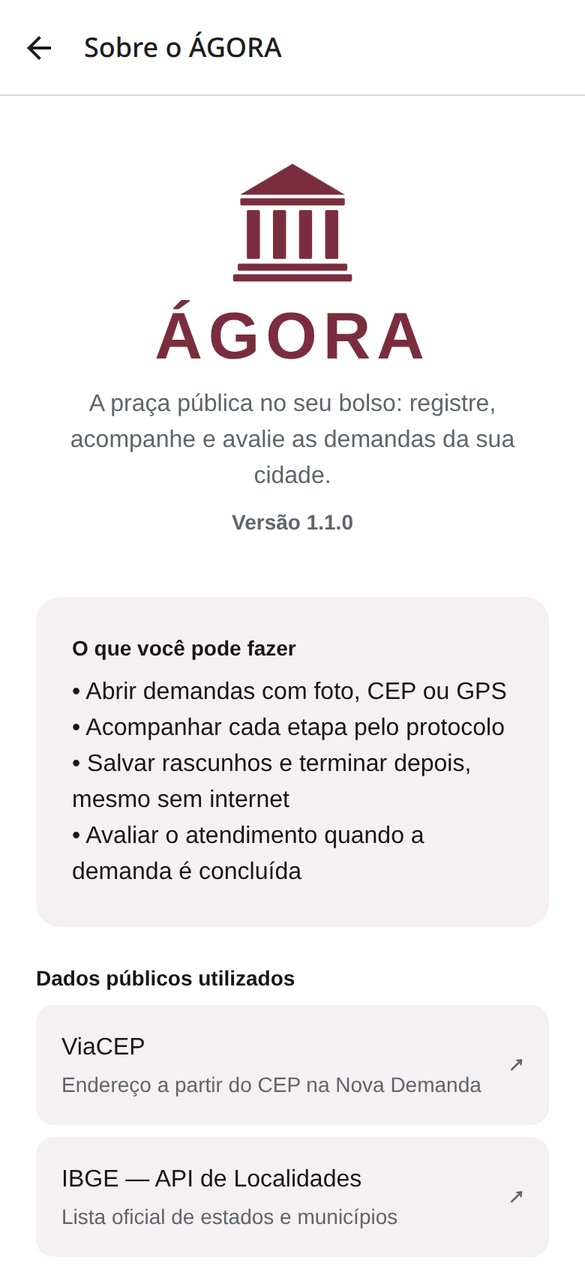 Sobre o ÁGORA
ÁGORA
A praça pública no seu bolso: registre,
acompanhe e avalie as demandas da sua
cidade.
Versão 1.1.0
O que você pode fazer
• Abrir demandas com foto, CEP ou GPS
• Acompanhar cada etapa pelo protocolo
• Salvar rascunhos e terminar depois,
mesmo sem internet
• Avaliar o atendimento quando a
demanda é concluída
Dados públicos utilizados
ViaCEP
Endereço a partir do CEP na Nova Demanda
IBGE — API de Localidades
Lista oficial de estados e municípios